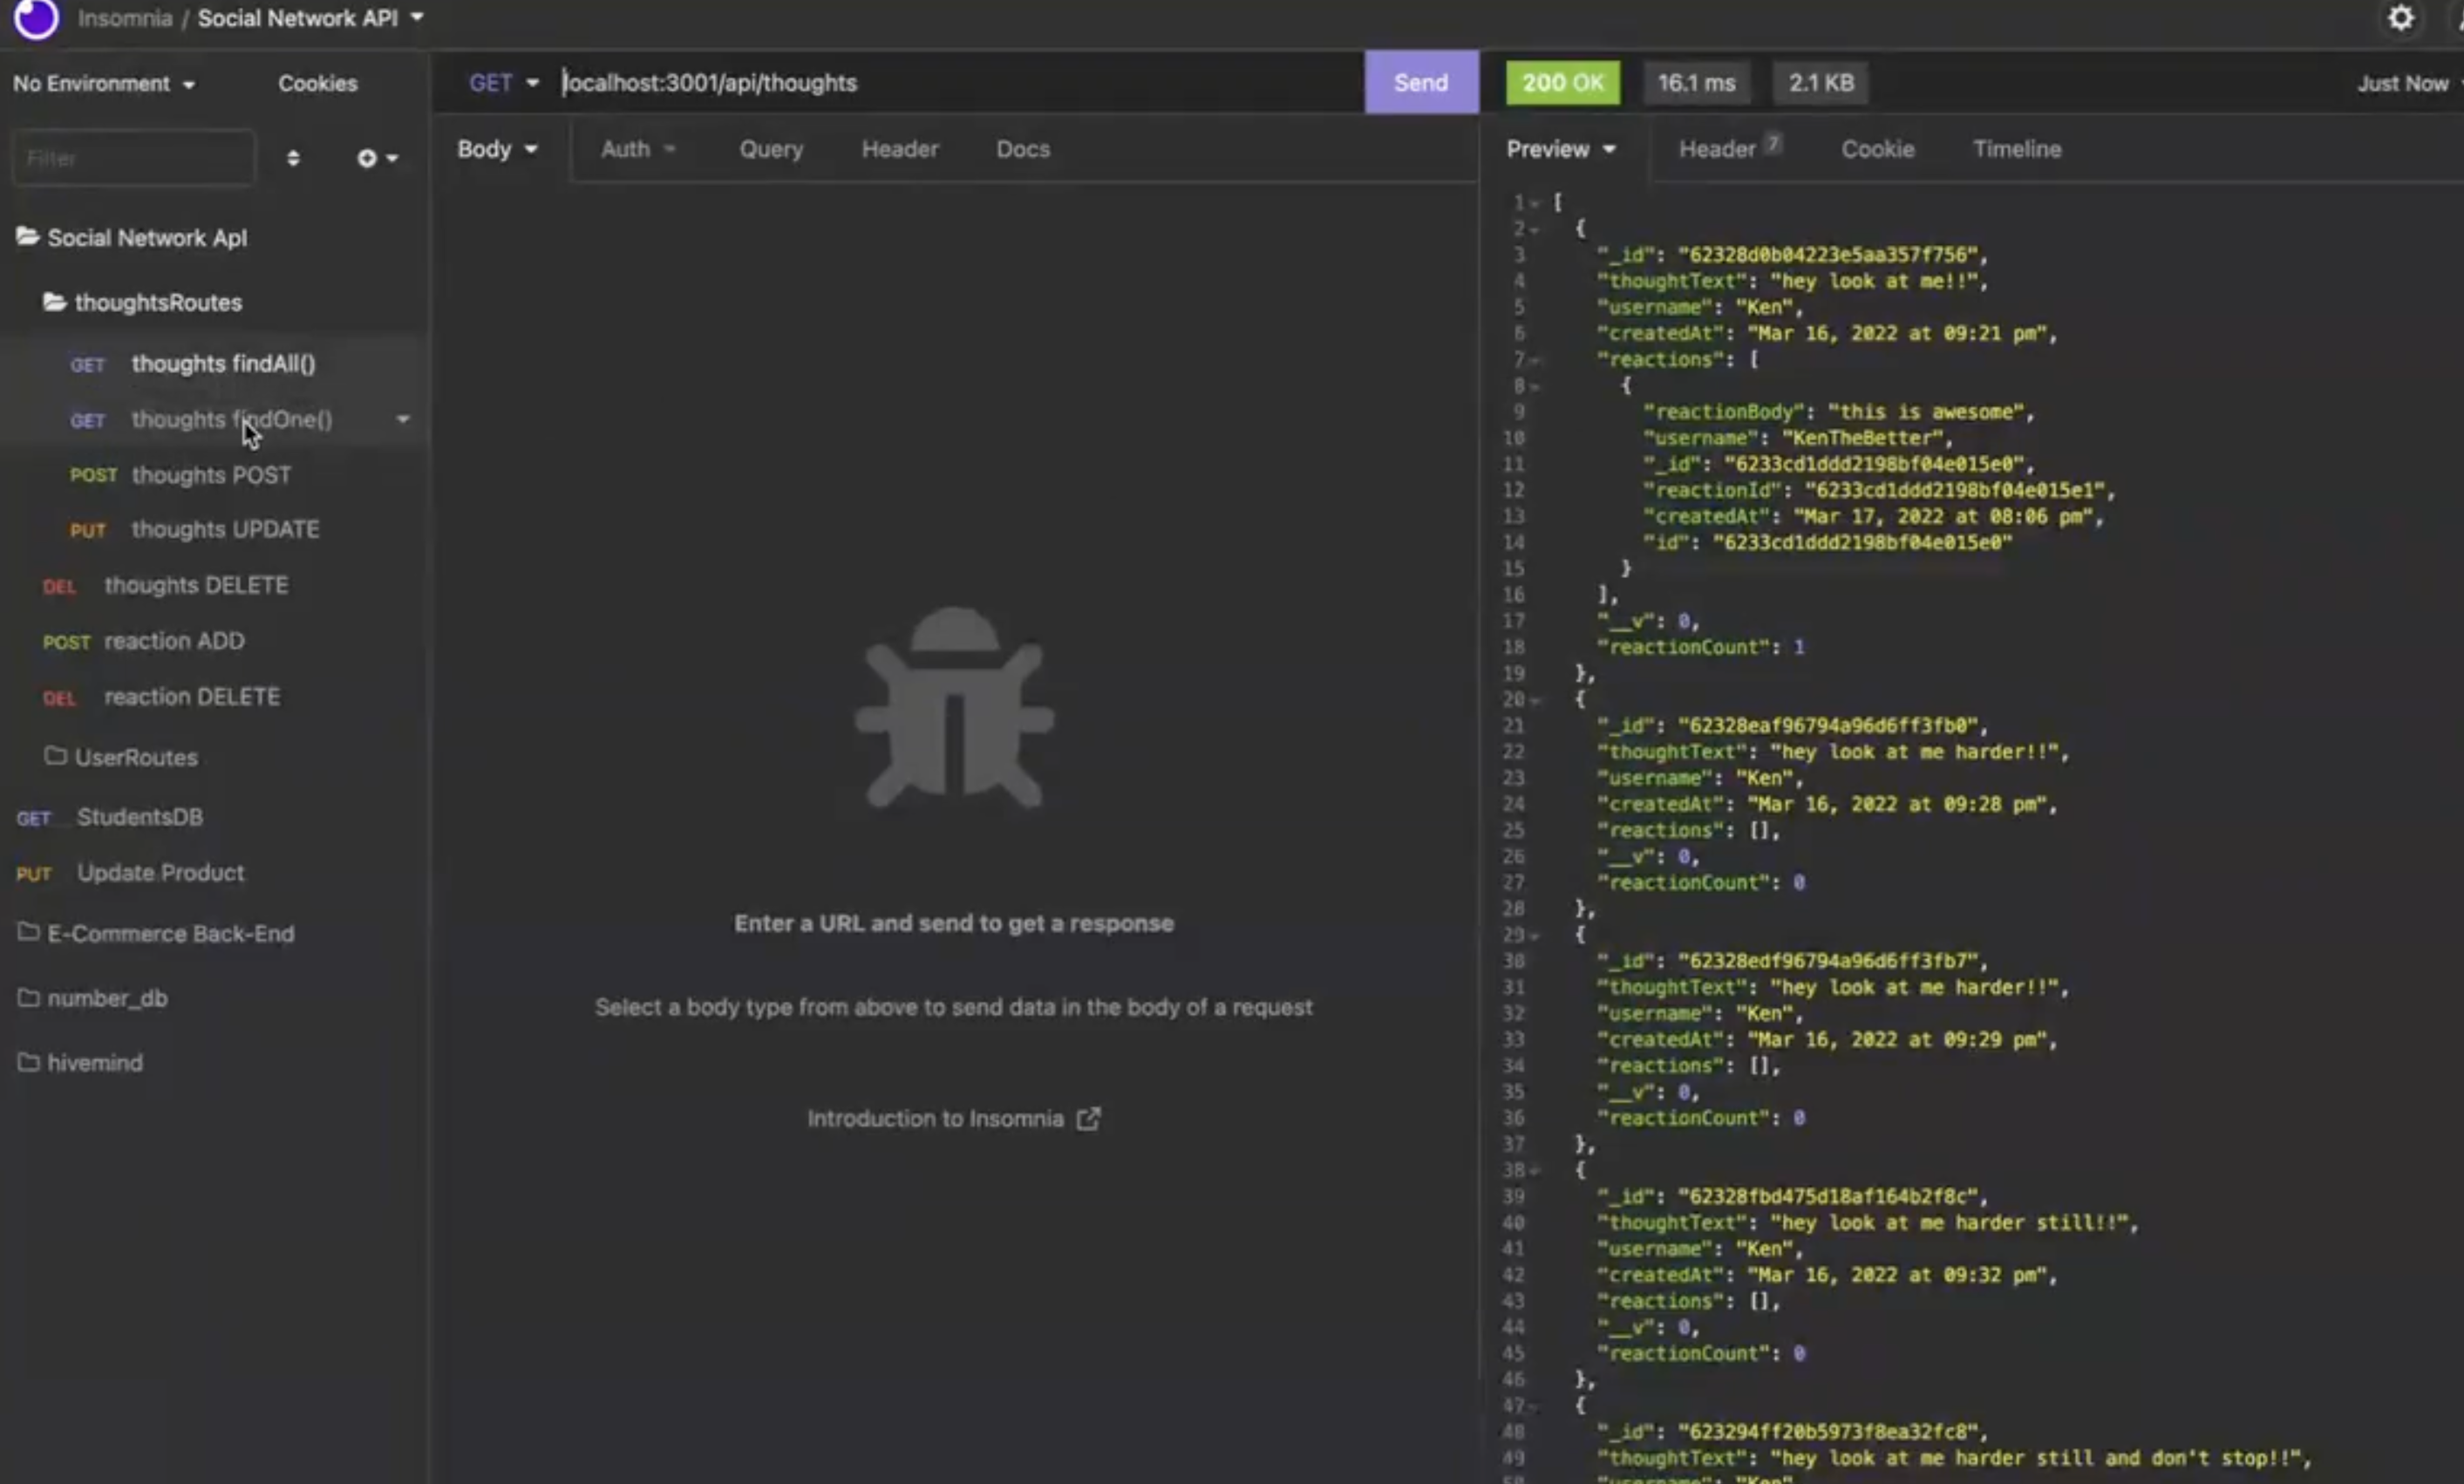 Insomnia / Social Network API
No Environment
Cookies
Filter
Social Network ApI
thoughtsRoutes
GET thoughts findAll()
GET thoughts findOne()
POST thoughts POST
PUT thoughts UPDATE
DEL thoughts DELETE
POST reaction ADD
DEL reaction DELETE
UserRoutes
GET StudentsDB
PUT Update Product
E-Commerce Back-End
number_db
hivemind
GET localhost:3001/api/thoughts Send
Body Auth Query Header Docs
Enter a URL and send to get a response
Select a body type from above to send data in the body of a request
Introduction to Insomnia
200 OK 16.1 ms 2.1 KB Just Now
Preview Header 7 Cookie Timeline
1 [
2 {
3 "_id": "62328d0b04223e5aa357f756",
4 "thoughtText": "hey look at me!!",
5 "username": "Ken",
6 "createdAt": "Mar 16, 2022 at 09:21 pm",
7 "reactions": [
8 {
9 "reactionBody": "this is awesome",
10 "username": "KenTheBetter",
11 "_id": "6233cd1ddd2198bf04e015e0",
12 "reactionId": "6233cd1ddd2198bf04e015e1",
13 "createdAt": "Mar 17, 2022 at 08:06 pm",
14 "id": "6233cd1ddd2198bf04e015e0"
15 }
16 ],
17 "__v": 0,
18 "reactionCount": 1
19 },
20 {
21 "_id": "62328eaf96794a96d6ff3fb0",
22 "thoughtText": "hey look at me harder!!",
23 "username": "Ken",
24 "createdAt": "Mar 16, 2022 at 09:28 pm",
25 "reactions": [],
26 "__v": 0,
27 "reactionCount": 0
28 },
29 {
30 "_id": "62328edf96794a96d6ff3fb7",
31 "thoughtText": "hey look at me harder!!",
32 "username": "Ken",
33 "createdAt": "Mar 16, 2022 at 09:29 pm",
34 "reactions": [],
35 "__v": 0,
36 "reactionCount": 0
37 },
38 {
39 "_id": "62328fbd475d18af164b2f8c",
40 "thoughtText": "hey look at me harder still!!",
41 "username": "Ken",
42 "createdAt": "Mar 16, 2022 at 09:32 pm",
43 "reactions": [],
44 "__v": 0,
45 "reactionCount": 0
46 },
47 {
48 "_id": "623294ff20b5973f8ea32fc8",
49 "thoughtText": "hey look at me harder still and don't stop!!",
50 "username": "Ken",